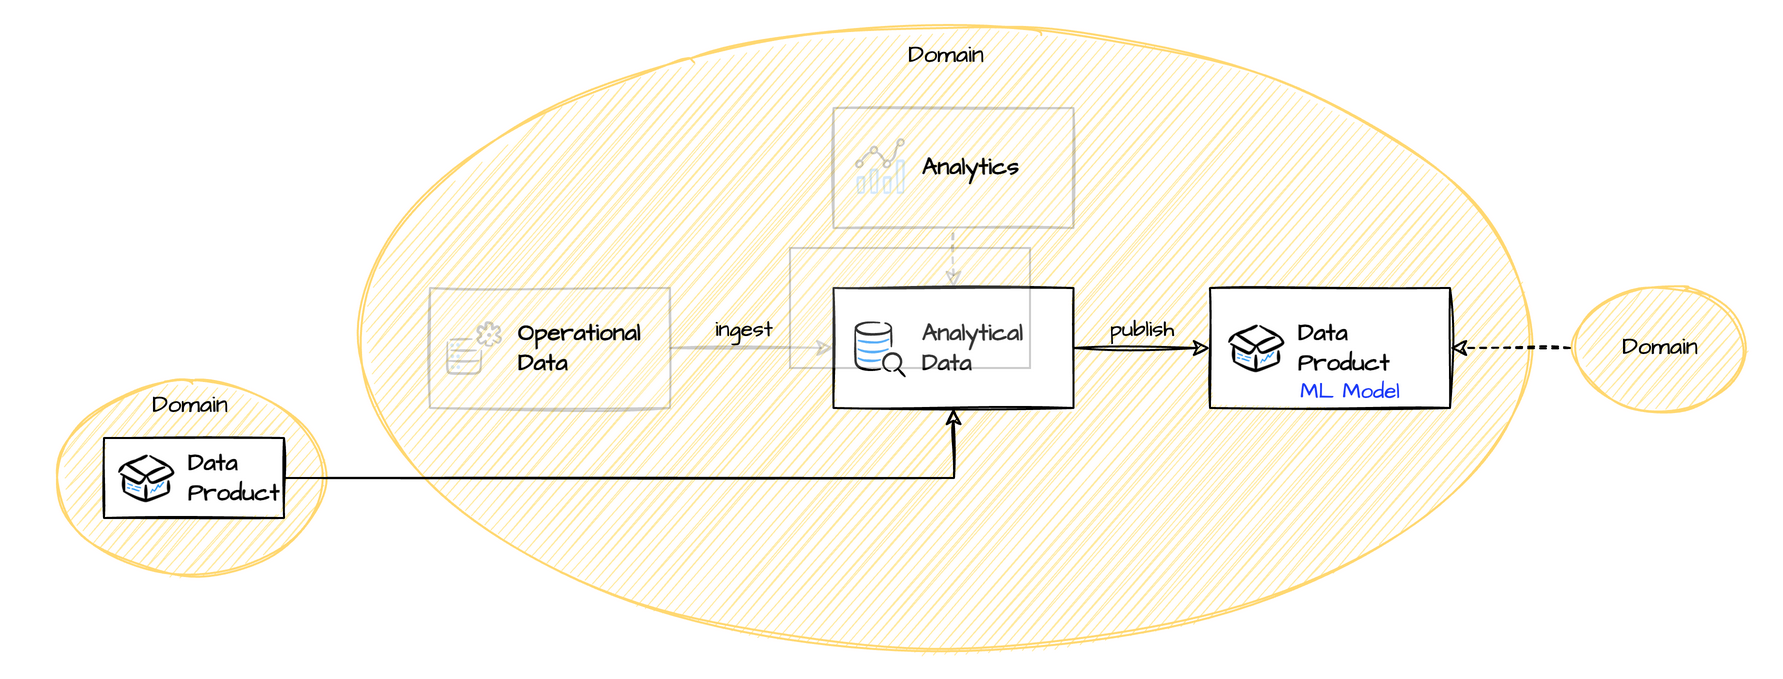 Domain
Analytics
Operational
Data
ingest
Analytical
Data
publish
Data
Product
ML Model
Domain
Domain
Data
Product